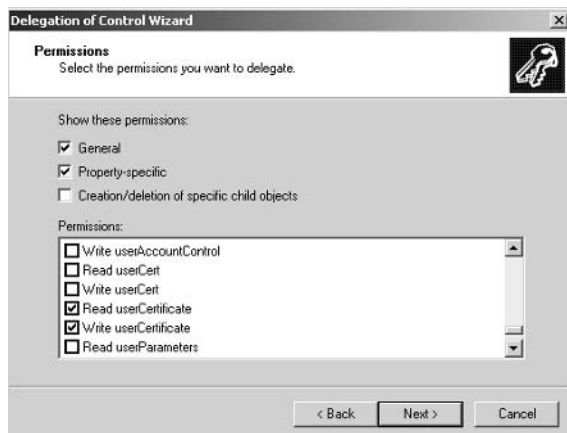 Delegation of Control Wizard
Permissions
Select the permissions you want to delegate.
Show these permissions:
General
Property-specific
Creation/deletion of specific child objects
Permissions:
Write userAccountControl
Read userCert
Write userCert
Read userCertificate
Write userCertificate
Read userParameters
< Back
Next >
Cancel